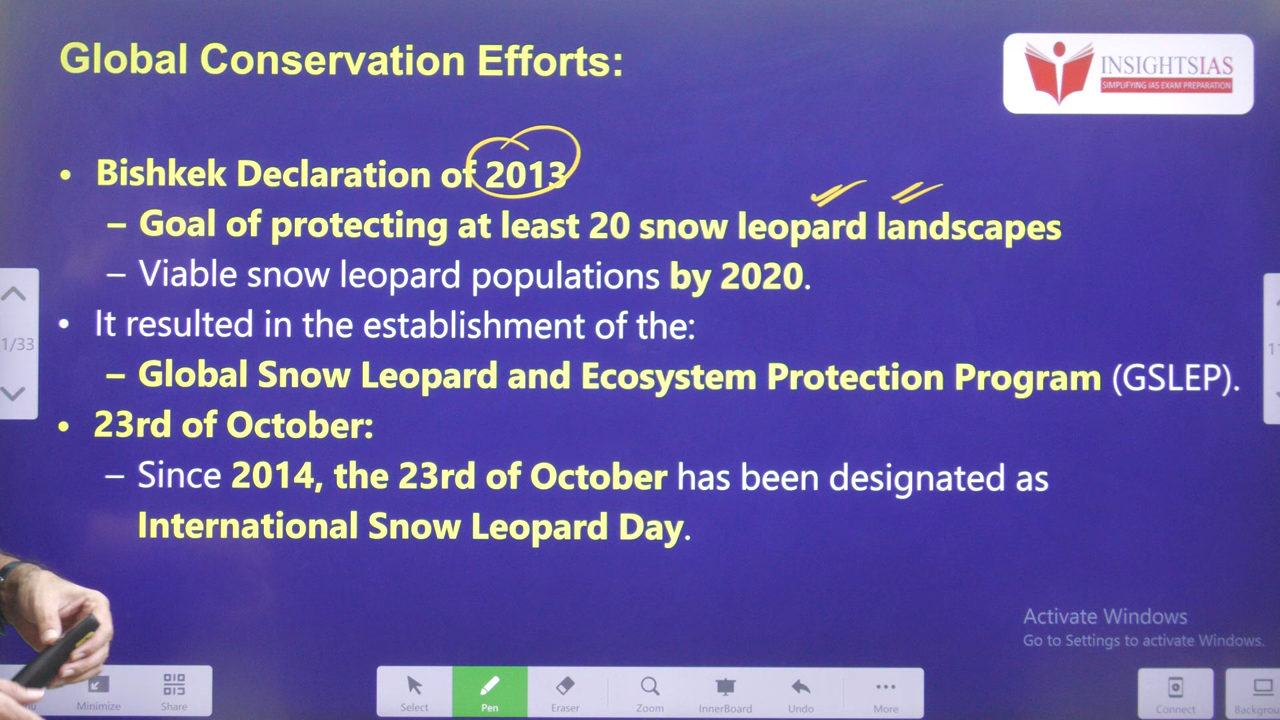 Global Conservation Efforts:
INSIGHTSIAS
SIMPLIFYING IAS EXAM PREPARATION
• Bishkek Declaration of 2013
– Goal of protecting at least 20 snow leopard landscapes
– Viable snow leopard populations by 2020.
• It resulted in the establishment of the:
1/33
– Global Snow Leopard and Ecosystem Protection Program (GSLEP).
• 23rd of October:
– Since 2014, the 23rd of October has been designated as
International Snow Leopard Day.
Activate Windows
Go to Settings to activate Windows.
Minimize
Share
Select
Pen
Eraser
Zoom
InnerBoard
Undo
More
Connect
Backgrou